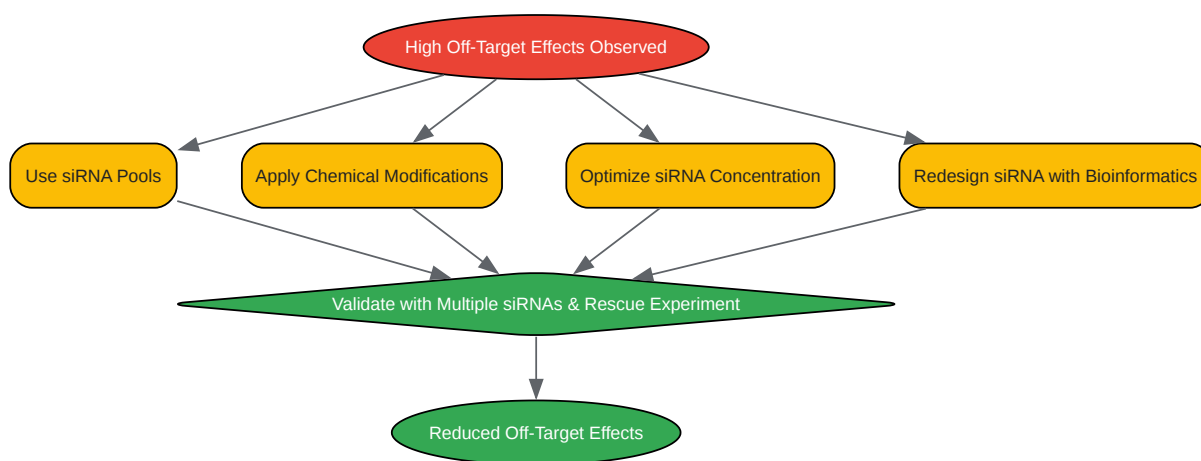 High Off-Target Effects Observed
Use siRNA Pools
Apply Chemical Modifications
Optimize siRNA Concentration
Redesign siRNA with Bioinformatics
Validate with Multiple siRNAs & Rescue Experiment
Reduced Off-Target Effects